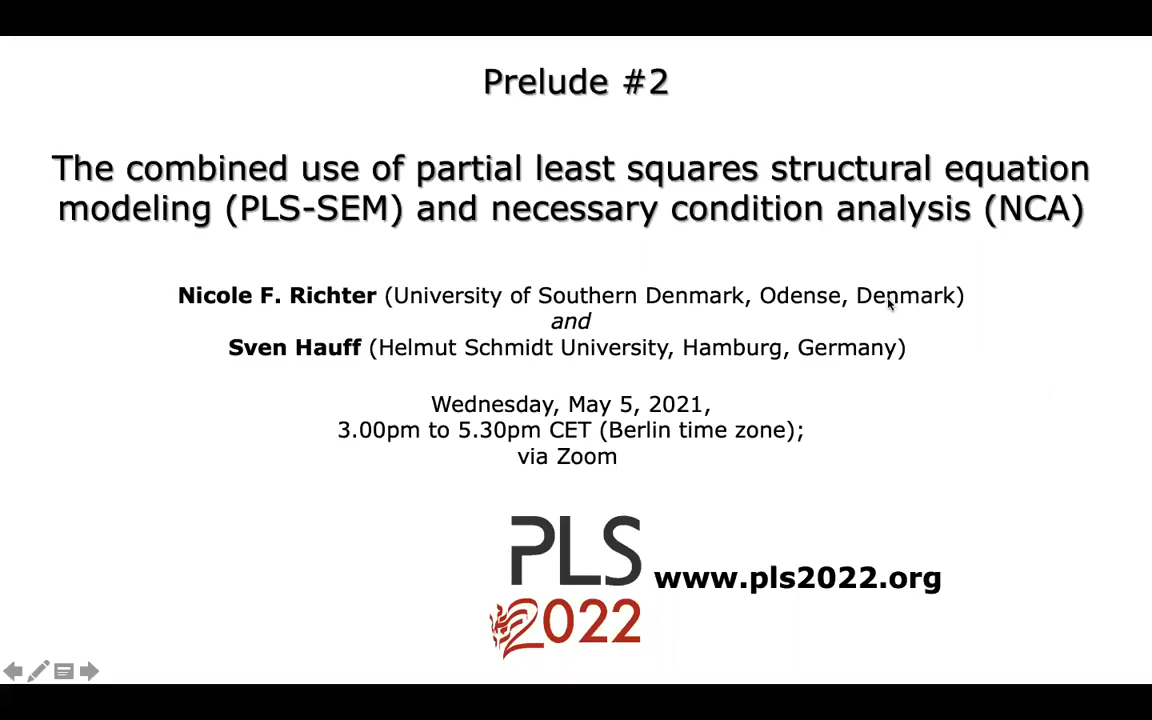 Prelude #2
The combined use of partial least squares structural equation
modeling (PLS-SEM) and necessary condition analysis (NCA)
Nicole F. Richter (University of Southern Denmark, Odense, Denmark)
and
Sven Hauff (Helmut Schmidt University, Hamburg, Germany)
Wednesday, May 5, 2021,
3.00pm to 5.30pm CET (Berlin time zone);
via Zoom
PLS
2022
www.pls2022.org